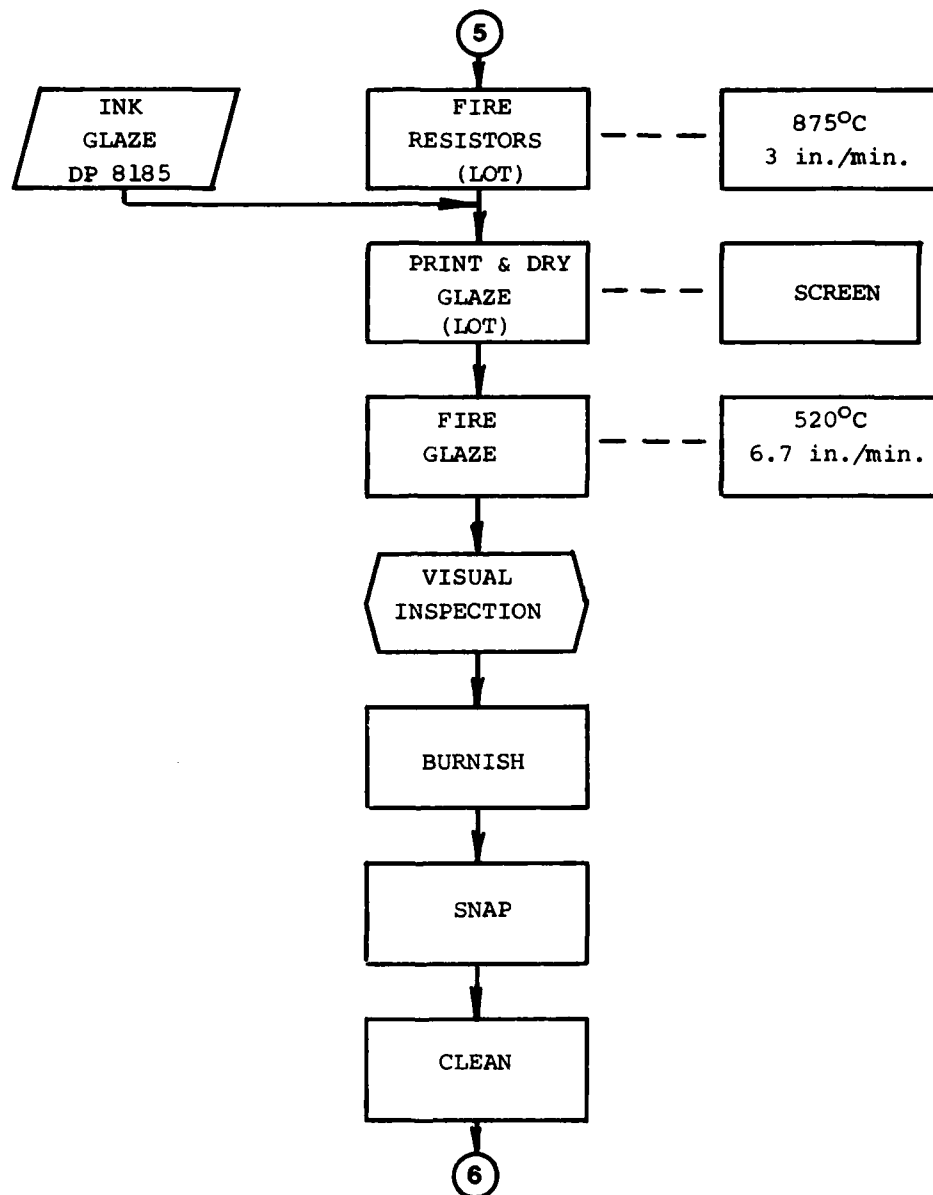 5
INK
GLAZE
DP 8185
FIRE
RESISTORS
(LOT)
875°C
3 in./min.
PRINT & DRY
GLAZE
(LOT)
SCREEN
FIRE
GLAZE
520°C
6.7 in./min.
VISUAL
INSPECTION
BURNISH
SNAP
CLEAN
6